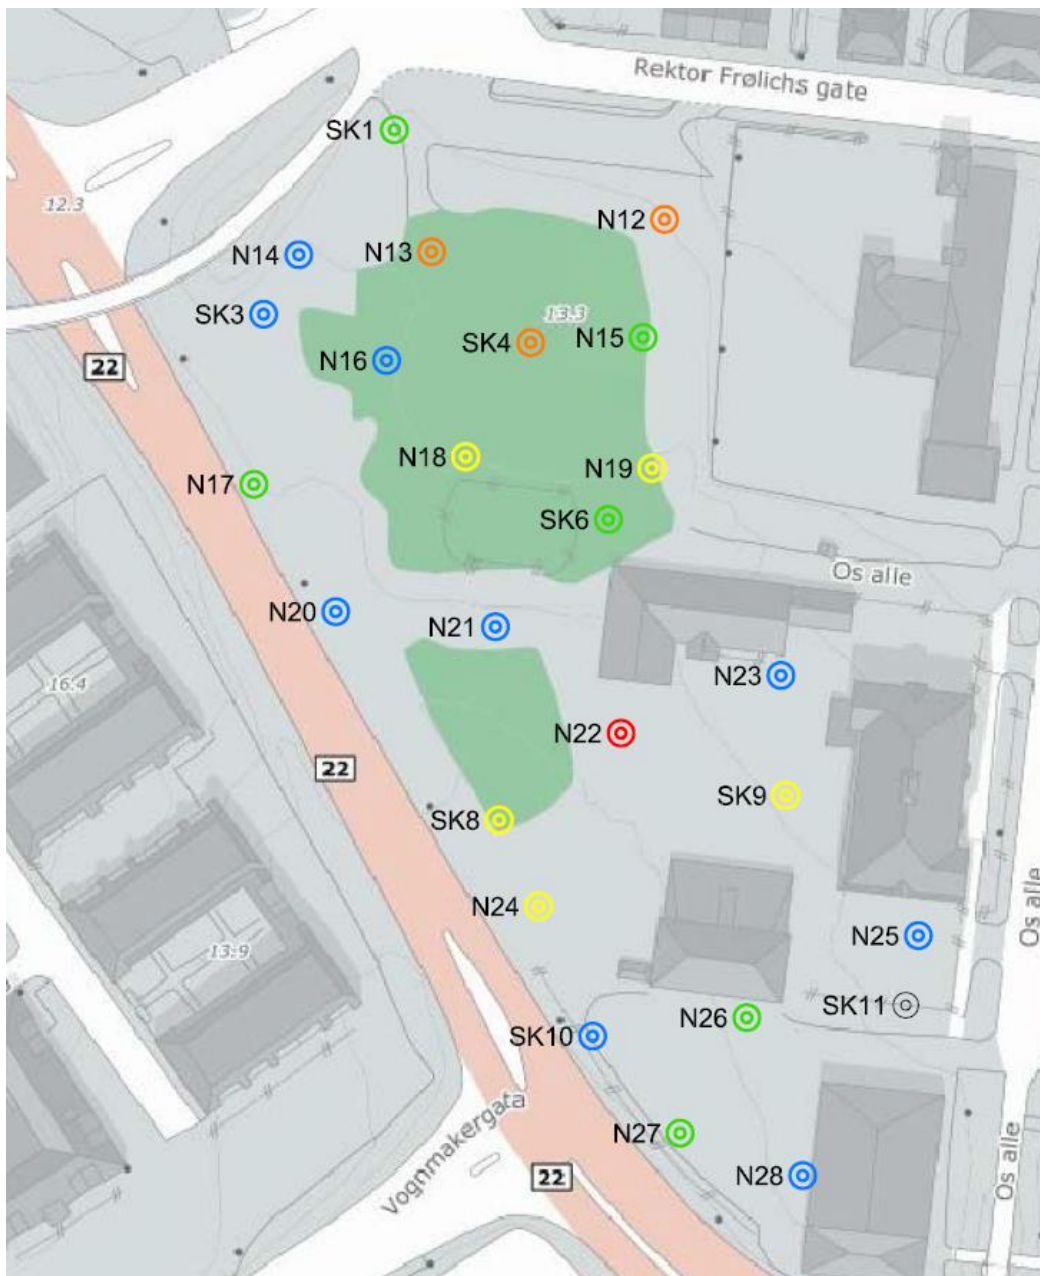 Rektor Frølichs gate
SK1
12.3
N12
N14
N13
SK3
13.3
SK4
N15
22
N16
N18
N19
N17
SK6
Os alle
N20
N21
16.4
N23
N22
22
SK9
SK8
Os alle
N24
N25
13.9
SK11
N26
SK10
Vognmakergata
N27
Os alle
N28
22